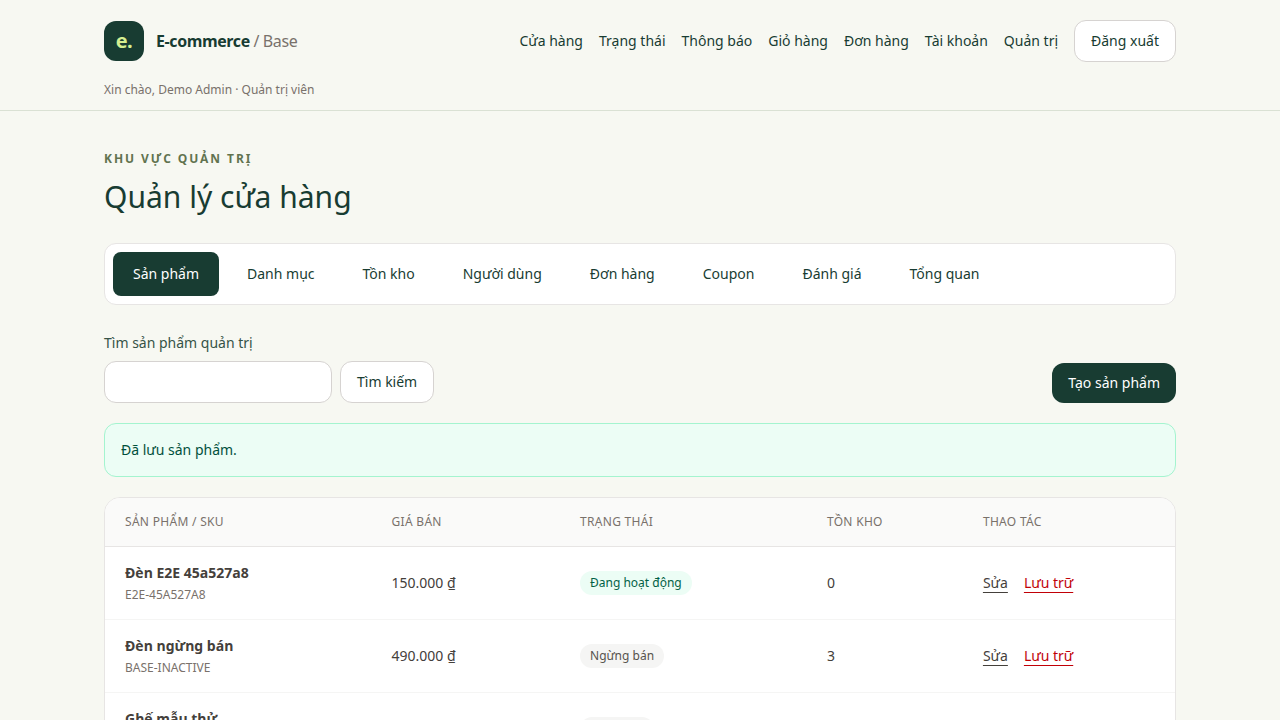 e. E-commerce / Base Cửa hàng Trạng thái Thông báo Giỏ hàng Đơn hàng Tài khoản Quản trị Đăng xuất
Xin chào, Demo Admin · Quản trị viên
KHU VỰC QUẢN TRỊ
Quản lý cửa hàng
Sản phẩm Danh mục Tồn kho Người dùng Đơn hàng Coupon Đánh giá Tổng quan
Tìm sản phẩm quản trị
Tìm kiếm Tạo sản phẩm
Đã lưu sản phẩm.
SẢN PHẨM / SKU GIÁ BÁN TRẠNG THÁI TỒN KHO THAO TÁC
Đèn E2E 45a527a8
E2E-45A527A8
150.000 ₫ Đang hoạt động 0 Sửa Lưu trữ
Đèn ngừng bán
BASE-INACTIVE
490.000 ₫ Ngừng bán 3 Sửa Lưu trữ
Ghế mẫu thử